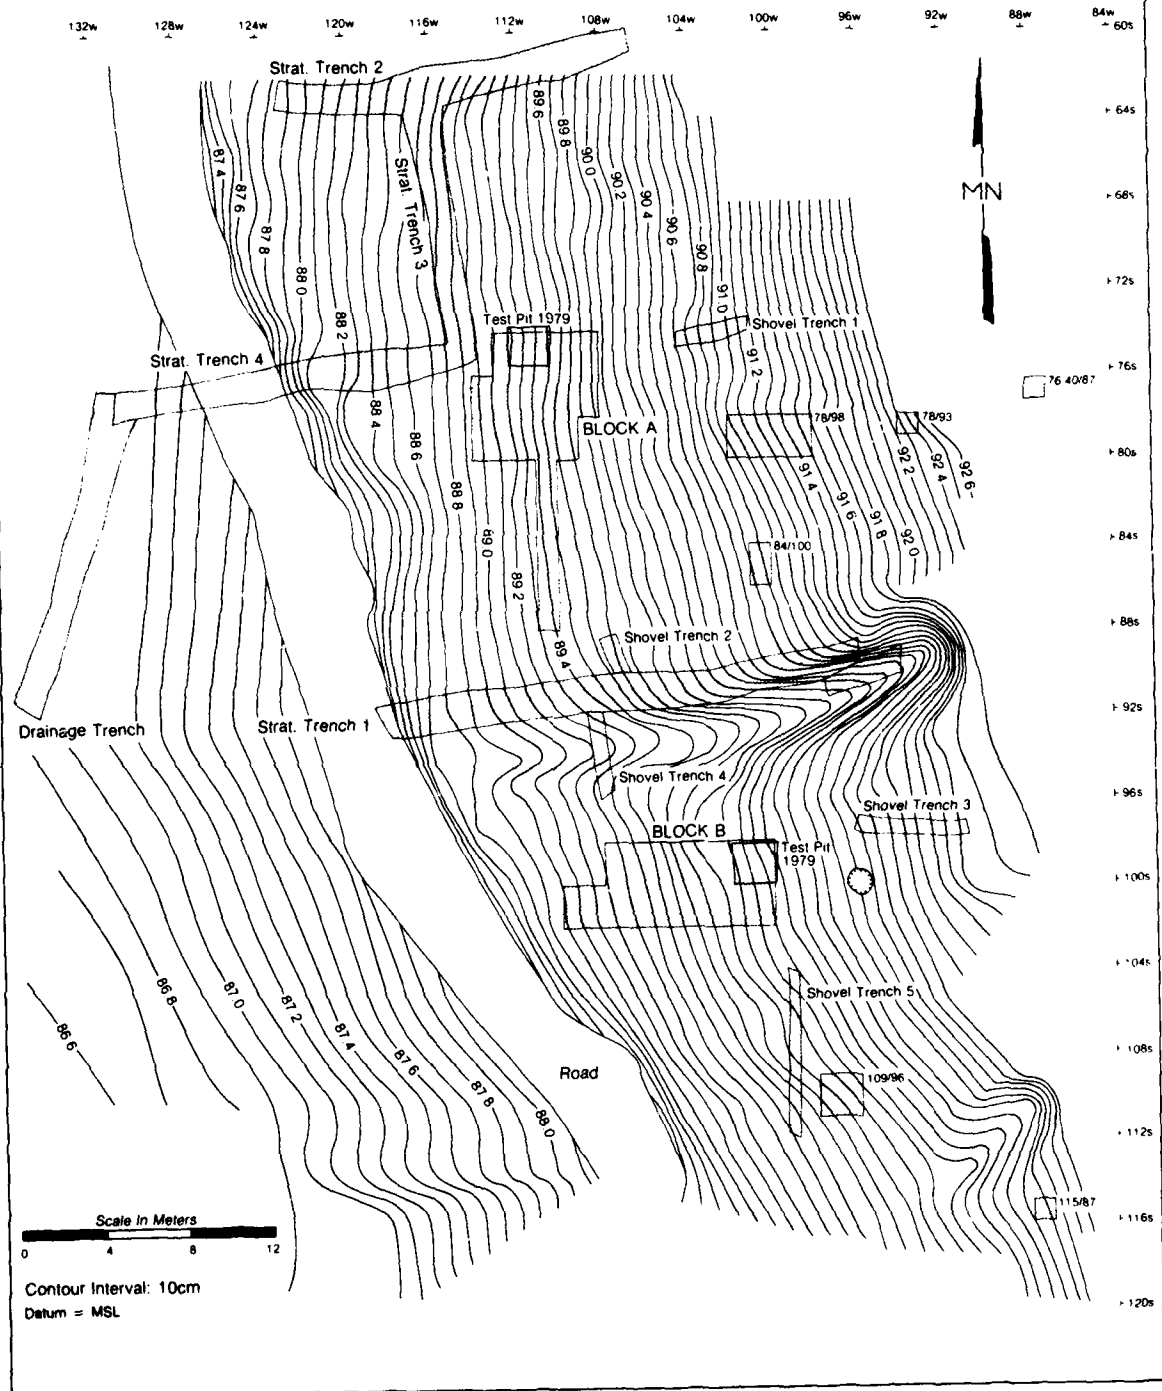 132w 128w 124w 120w 116w 112w 108w 104w 100w 96w 92w 88w 84w
60s
Strat. Trench 2
64s
89.6
89.8
90.0
90.2
90.4
90.6
90.8
91.0
91.2
87.4
87.6
87.8
88.0
88.2
88.4
88.6
88.8
89.0
89.2
89.4
Strat. Trench 3
MN
68s
72s
Test Pit 1979
Shovel Trench 1
Strat. Trench 4
76s
76.40/87
BLOCK A
78/98
78/93
80s
91.4
91.6
91.8
92.0
92.2
92.4
92.6
84s
84/100
88s
Shovel Trench 2
92s
Drainage Trench
Strat. Trench 1
Shovel Trench 4
96s
Shovel Trench 3
BLOCK B
Test Pit
1979
100s
104s
Shovel Trench 5
86.6
86.8
87.0
87.2
87.4
87.6
87.8
88.0
108s
Road
109/96
112s
115/87
116s
Scale In Meters
0 4 8 12
Contour Interval: 10cm
Datum = MSL
120s